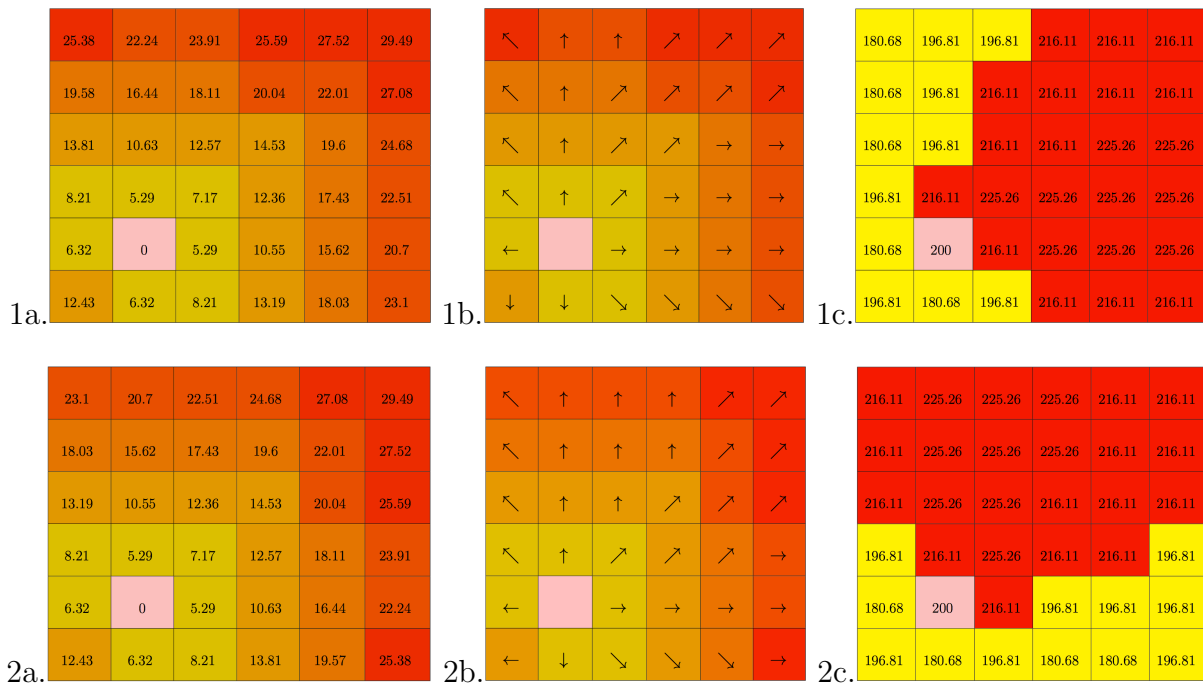 25.38 22.24 23.91 25.59 27.52 29.49 ↖ ↑ ↑ ↗ ↗ ↗ 180.68 196.81 196.81 216.11 216.11 216.11
19.58 16.44 18.11 20.04 22.01 27.08 ↖ ↑ ↗ ↗ ↗ ↗ 180.68 196.81 216.11 216.11 216.11 216.11
13.81 10.63 12.57 14.53 19.6 24.68 ↖ ↑ ↗ ↗ → → 180.68 196.81 216.11 216.11 225.26 225.26
8.21 5.29 7.17 12.36 17.43 22.51 ↖ ↑ ↗ → → → 196.81 216.11 225.26 225.26 225.26 225.26
6.32 0 5.29 10.55 15.62 20.7 ← → → → → 180.68 200 216.11 225.26 225.26 225.26
1a. 12.43 6.32 8.21 13.19 18.03 23.1 1b. ↓ ↓ ↘ ↘ ↘ ↘ 1c. 196.81 180.68 196.81 216.11 216.11 216.11
23.1 20.7 22.51 24.68 27.08 29.49 ↖ ↑ ↑ ↑ ↗ ↗ 216.11 225.26 225.26 225.26 216.11 216.11
18.03 15.62 17.43 19.6 22.01 27.52 ↖ ↑ ↑ ↑ ↗ ↗ 216.11 225.26 225.26 225.26 216.11 216.11
13.19 10.55 12.36 14.53 20.04 25.59 ↖ ↑ ↑ ↗ ↗ ↗ 216.11 225.26 225.26 216.11 216.11 216.11
8.21 5.29 7.17 12.57 18.11 23.91 ↖ ↑ ↗ ↗ ↗ → 196.81 216.11 225.26 216.11 216.11 196.81
6.32 0 5.29 10.63 16.44 22.24 ← → → → → 180.68 200 216.11 196.81 196.81 196.81
2a. 12.43 6.32 8.21 13.81 19.57 25.38 2b. ← ↓ ↘ ↘ ↘ → 2c. 196.81 180.68 196.81 180.68 180.68 196.81